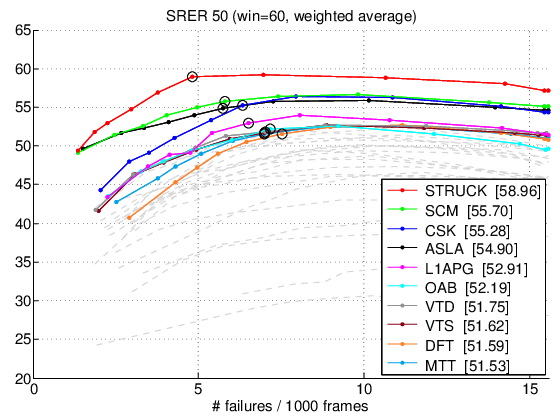 SRER 50 (win=60, weighted average)
65
60
55
50
45
40
35
30
25
20
0
5
10
15
# failures / 1000 frames
STRUCK [58.96]
SCM [55.70]
CSK [55.28]
ASLA [54.90]
L1APG [52.91]
OAB [52.19]
VTD [51.75]
VTS [51.62]
DFT [51.59]
MTT [51.53]